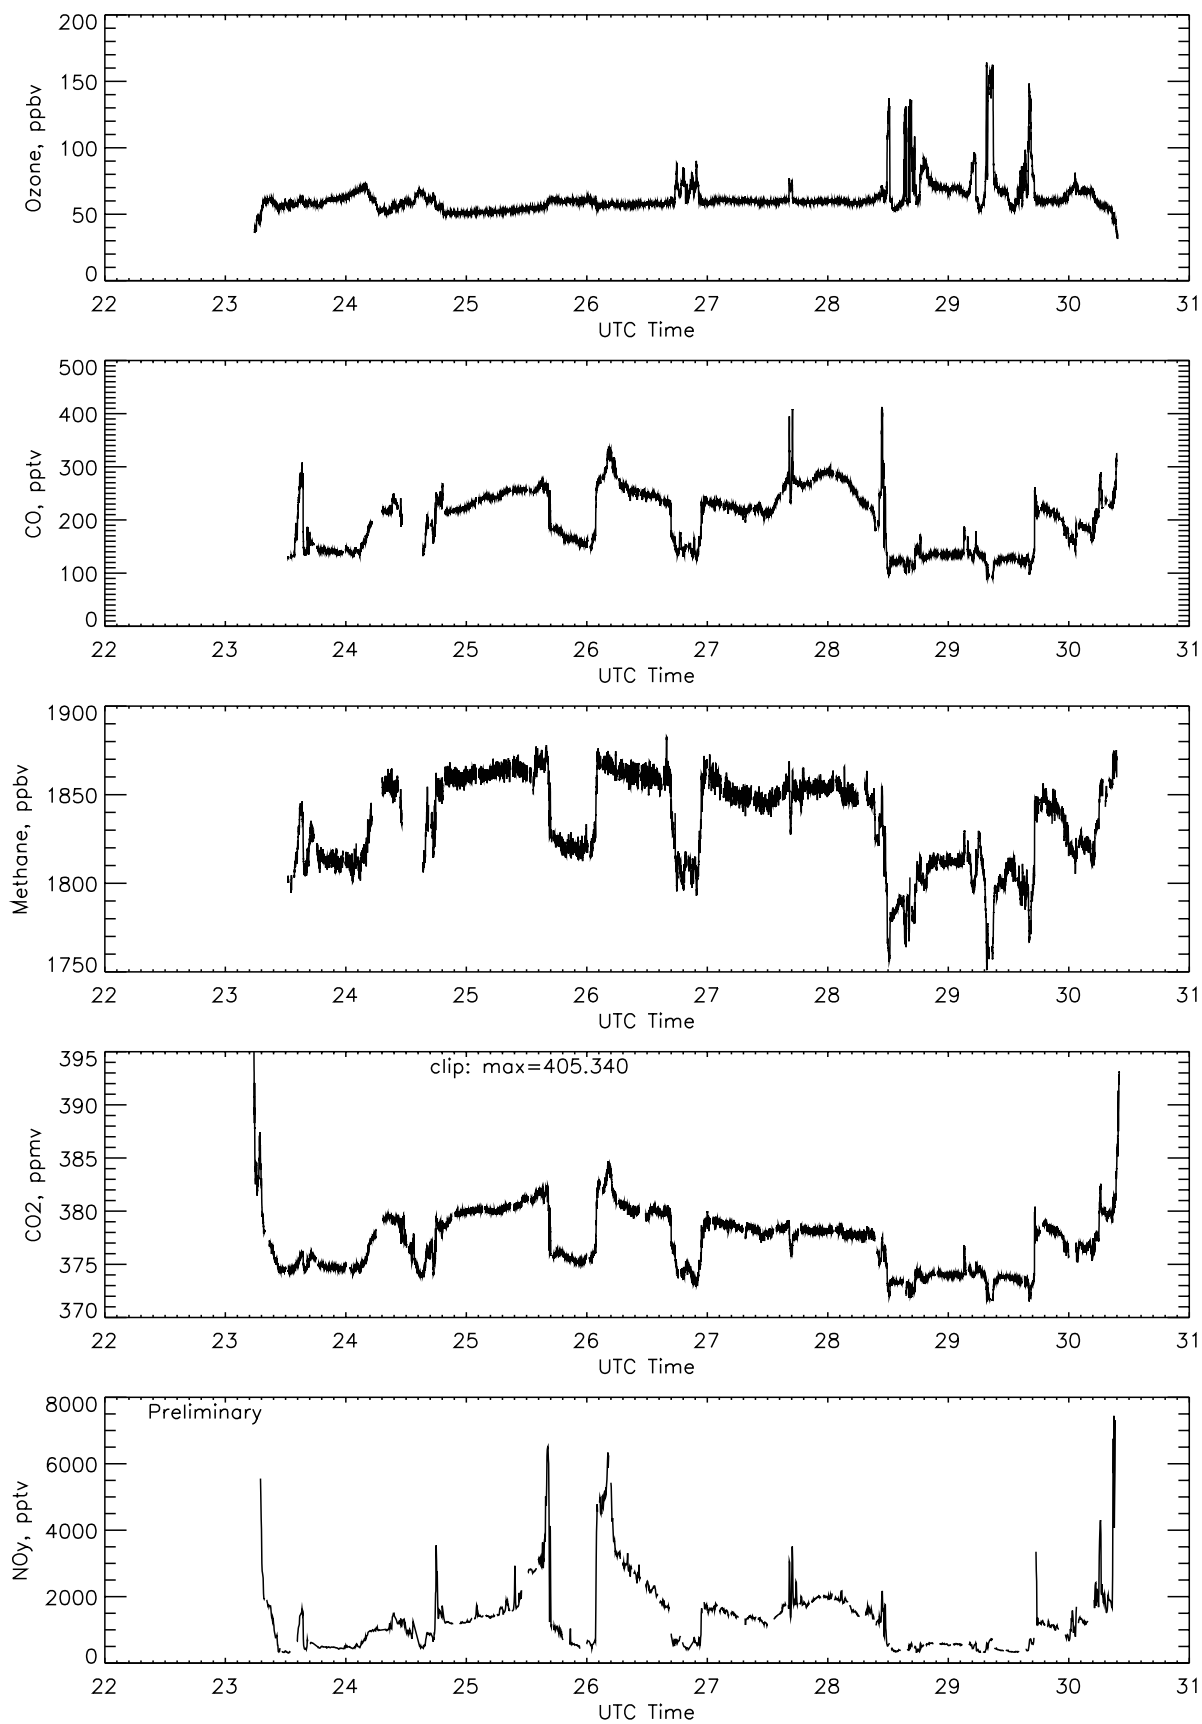 200
150
100
50
0
Ozone, ppbv
22 23 24 25 26 27 28 29 30 31
UTC Time
500
400
300
200
100
0
CO, pptv
22 23 24 25 26 27 28 29 30 31
UTC Time
1900
1850
1800
1750
Methane, ppbv
22 23 24 25 26 27 28 29 30 31
UTC Time
clip: max=405.340
395
390
385
380
375
370
CO2, ppmv
22 23 24 25 26 27 28 29 30 31
UTC Time
Preliminary
8000
6000
4000
2000
0
NOy, pptv
22 23 24 25 26 27 28 29 30 31
UTC Time